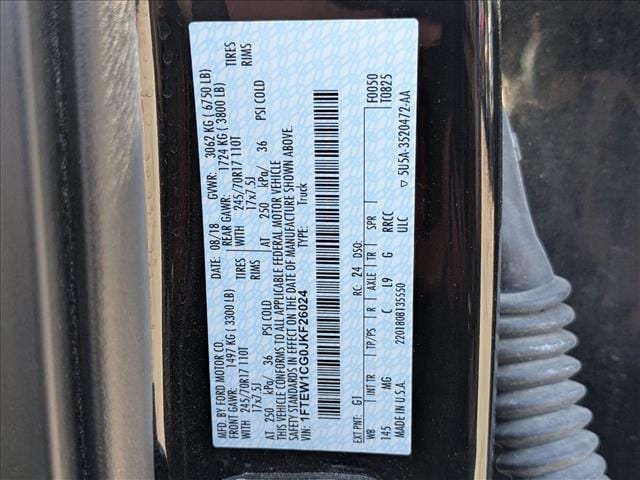 MFD. BY FORD MOTOR CO. DATE: 08/18 GVWR: 3062 KG ( 6750 LB)
FRONT GAWR: 1497 KG ( 3300 LB) REAR GAWR: 1724 KG ( 3800 LB)
WITH 245/70R17 110T TIRES WITH 245/70R17 110T TIRES
17x7.5J RIMS 17x7.5J RIMS
AT 250 kPa/ 36 PSI COLD AT 250 kPa/ 36 PSI COLD
THIS VEHICLE CONFORMS TO ALL APPLICABLE FEDERAL MOTOR VEHICLE
SAFETY STANDARDS IN EFFECT ON THE DATE OF MANUFACTURE SHOWN ABOVE.
VIN: 1FTEW1CG0JKF26024 TYPE: Truck
F0050
EXT PNT: G1 RC: 24 DSO: T0825
WB INT TR TP/PS R AXLE TR SPR
145 MG C L9 G RRCC
MADE IN U.S.A. 2201808135550 ULC ▽ 5U5A-3520472-AA